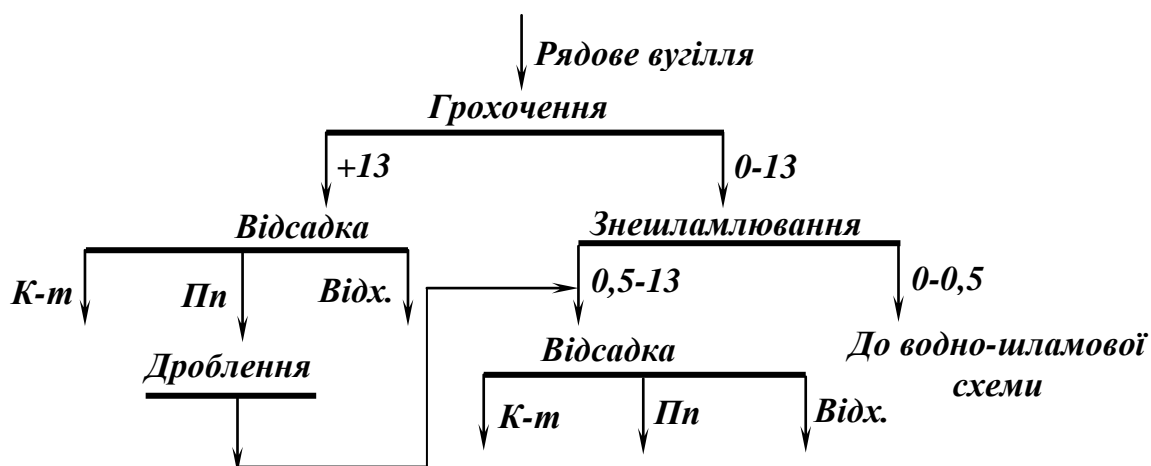 Рядове вугілля
Грохочення
+13
0-13
Відсадка
Знешламлювання
К-т
Пп
Відх.
0,5-13
0-0,5
Дроблення
Відсадка
До водно-шламової
схеми
К-т
Пп
Відх.